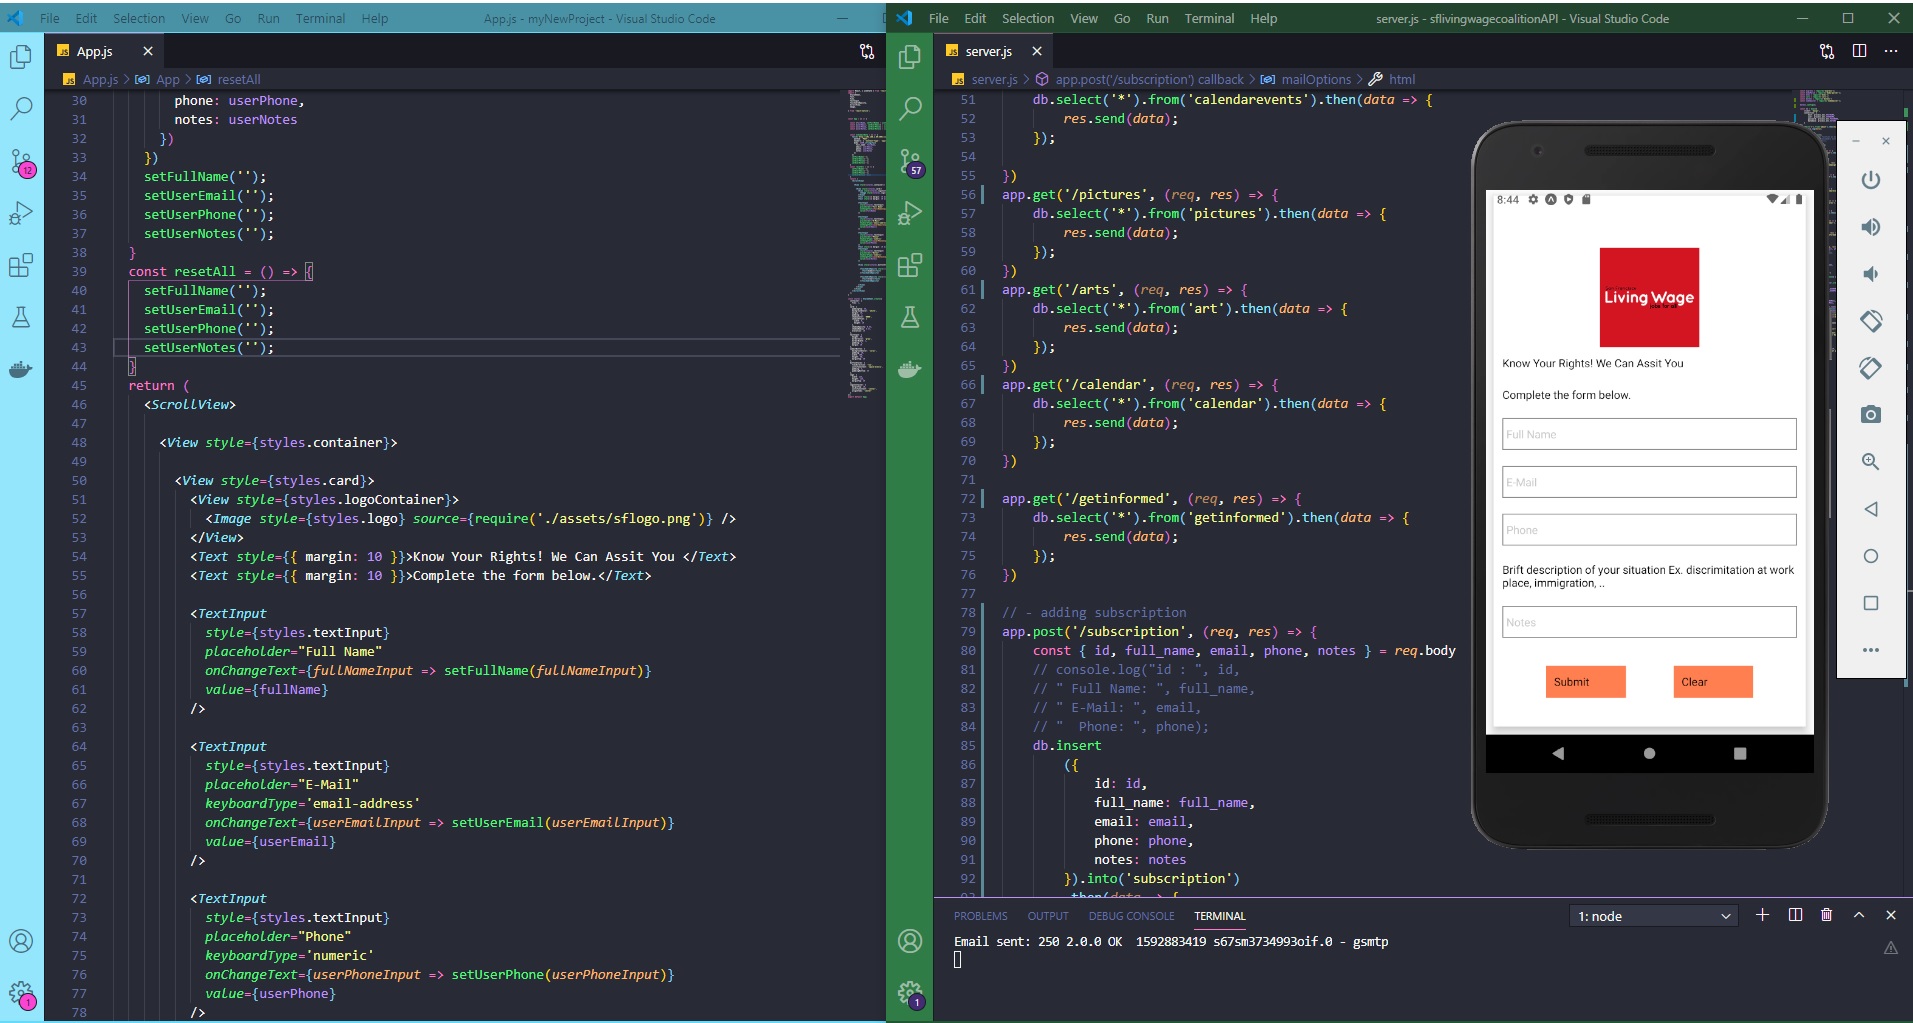 File Edit Selection View Go Run Terminal Help
App.js - myNewProject - Visual Studio Code
JS App.js
JS App.js > App > resetAll
30 phone: userPhone,
31 notes: userNotes
32 })
33 })
34 setFullName('');
35 setUserEmail('');
36 setUserPhone('');
37 setUserNotes('');
38 }
39 const resetAll = () => {
40 setFullName('');
41 setUserEmail('');
42 setUserPhone('');
43 setUserNotes('');
44 }
45 return (
46 <ScrollView>
47
48 <View style={styles.container}>
49
50 <View style={styles.card}>
51 <View style={styles.logoContainer}>
52 <Image style={styles.logo} source={require('./assets/sflogo.png')} />
53 </View>
54 <Text style={{ margin: 10 }}>Know Your Rights! We Can Assit You </Text>
55 <Text style={{ margin: 10 }}>Complete the form below.</Text>
56
57 <TextInput
58 style={styles.textInput}
59 placeholder="Full Name"
60 onChangeText={fullNameInput => setFullName(fullNameInput)}
61 value={fullName}
62 />
63
64 <TextInput
65 style={styles.textInput}
66 placeholder="E-Mail"
67 keyboardType='email-address'
68 onChangeText={userEmailInput => setUserEmail(userEmailInput)}
69 value={userEmail}
70 />
71
72 <TextInput
73 style={styles.textInput}
74 placeholder="Phone"
75 keyboardType='numeric'
76 onChangeText={userPhoneInput => setUserPhone(userPhoneInput)}
77 value={userPhone}
78 />
12
1
File Edit Selection View Go Run Terminal Help
server.js - sflivingwagecoalitionAPI - Visual Studio Code
JS server.js
JS server.js > app.post('/subscription') callback > mailOptions > html
51 db.select('*').from('calendarevents').then(data => {
52 res.send(data);
53 });
54
55 })
56 app.get('/pictures', (req, res) => {
57 db.select('*').from('pictures').then(data => {
58 res.send(data);
59 });
60 })
61 app.get('/arts', (req, res) => {
62 db.select('*').from('art').then(data => {
63 res.send(data);
64 });
65 })
66 app.get('/calendar', (req, res) => {
67 db.select('*').from('calendar').then(data => {
68 res.send(data);
69 });
70 })
71
72 app.get('/getinformed', (req, res) => {
73 db.select('*').from('getinformed').then(data => {
74 res.send(data);
75 });
76 })
77
78 // - adding subscription
79 app.post('/subscription', (req, res) => {
80 const { id, full_name, email, phone, notes } = req.body
81 // console.log("id : ", id,
82 // " Full Name: ", full_name,
83 // " E-Mail: ", email,
84 // "  Phone: ", phone);
85 db.insert
86 ({
87 id: id,
88 full_name: full_name,
89 email: email,
90 phone: phone,
91 notes: notes
92 }).into('subscription')
57
1
PROBLEMS OUTPUT DEBUG CONSOLE TERMINAL
1: node
Email sent: 250 2.0.0 OK  1592883419 s67sm3734993oif.0 - gsmtp
8:44
Living Wage
Know Your Rights! We Can Assit You
Complete the form below.
Full Name
E-Mail
Phone
Brift description of your situation Ex. discrimitation at work
place, immigration, ..
Notes
Submit
Clear